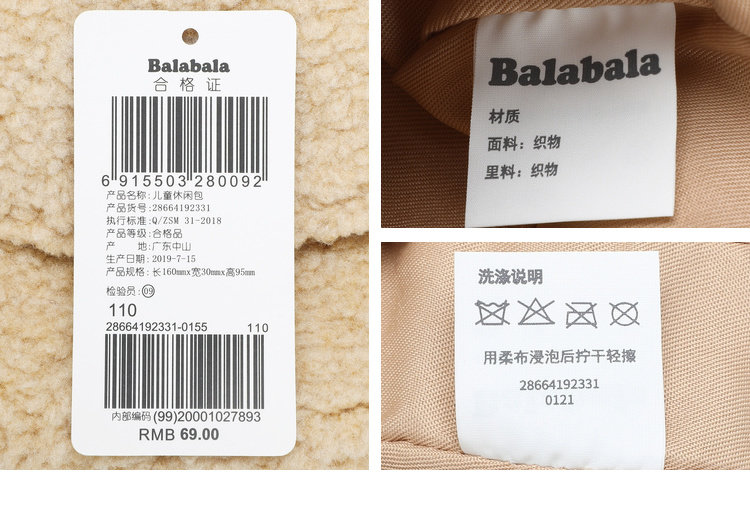 Balabala
合格证
6 915503 280092
产品名称: 儿童休闲包
产品货号: 28664192331
执行标准: Q/ZSM 31-2018
产品等级: 合格品
产 地: 广东中山
生产日期: 2019-7-15
产品规格: 长160mmx宽30mmx高95mm
检验员: 09
110
28664192331-0155 110
内部编码 (99)20001027893
RMB 69.00
Balabala
材质
面料: 织物
里料: 织物
洗涤说明
用柔布浸泡后拧干轻擦
28664192331
0121